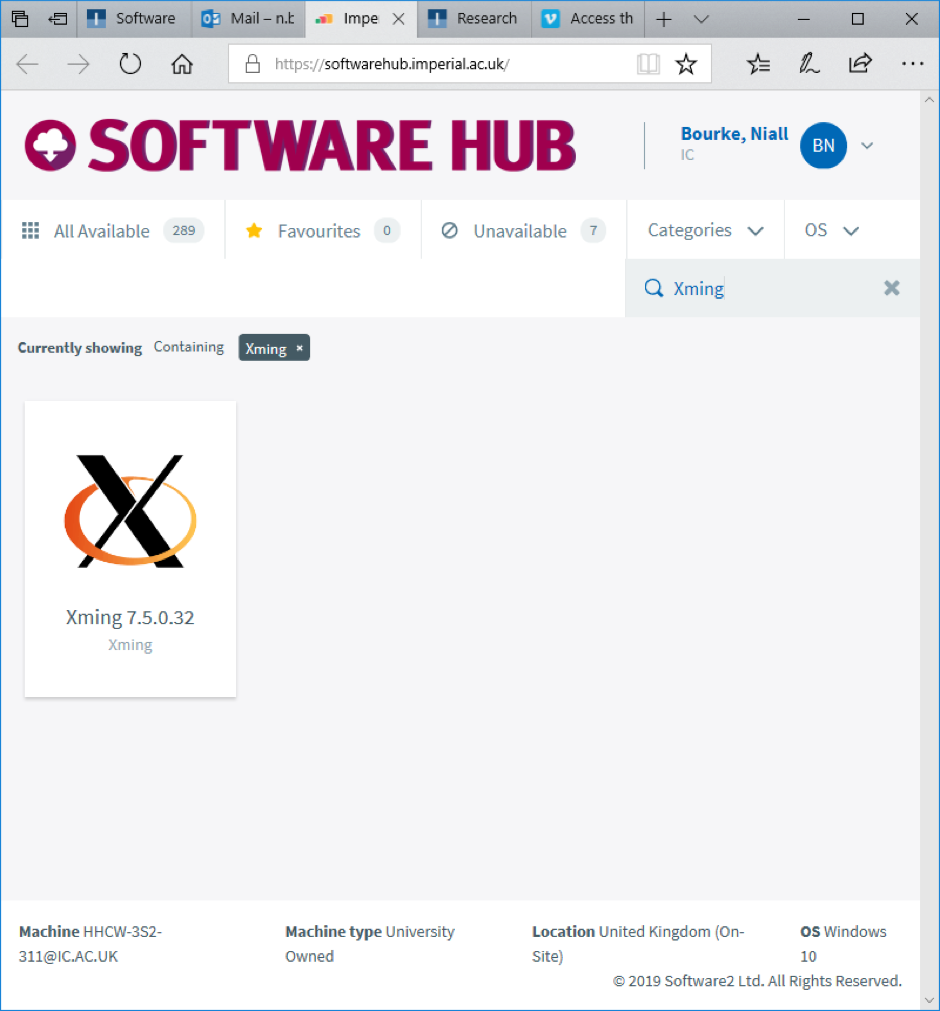 Software
Mail – n.b
Impe
Research
Access th
https://softwarehub.imperial.ac.uk/
SOFTWARE HUB
Bourke, Niall
IC
BN
All Available 289
Favourites 0
Unavailable 7
Categories
OS
Xming
Currently showing Containing Xming ×
Xming 7.5.0.32
Xming
Machine HHCW-3S2-
311@IC.AC.UK
Machine type University
Owned
Location United Kingdom (On-
Site)
OS Windows
10
© 2019 Software2 Ltd. All Rights Reserved.